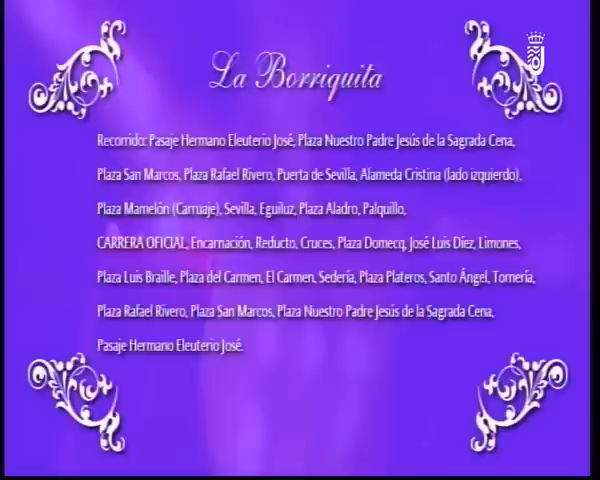 La Borriquita
Recorrido: Pasaje Hermano Eleuterio José, Plaza Nuestro Padre Jesús de la Sagrada Cena,
Plaza San Marcos, Plaza Rafael Rivero, Puerta de Sevilla, Alameda Cristina (lado izquierdo),
Plaza Mamelón (Carruaje), Sevilla, Eguiluz, Plaza Aladro, Palquillo,
CARRERA OFICIAL, Encarnación, Reducto, Cruces, Plaza Domecq, José Luis Díez, Limones,
Plaza Luis Braille, Plaza del Carmen, El Carmen, Sedería, Plaza Plateros, Santo Ángel, Tornería,
Plaza Rafael Rivero, Plaza San Marcos, Plaza Nuestro Padre Jesús de la Sagrada Cena,
Pasaje Hermano Eleuterio José.